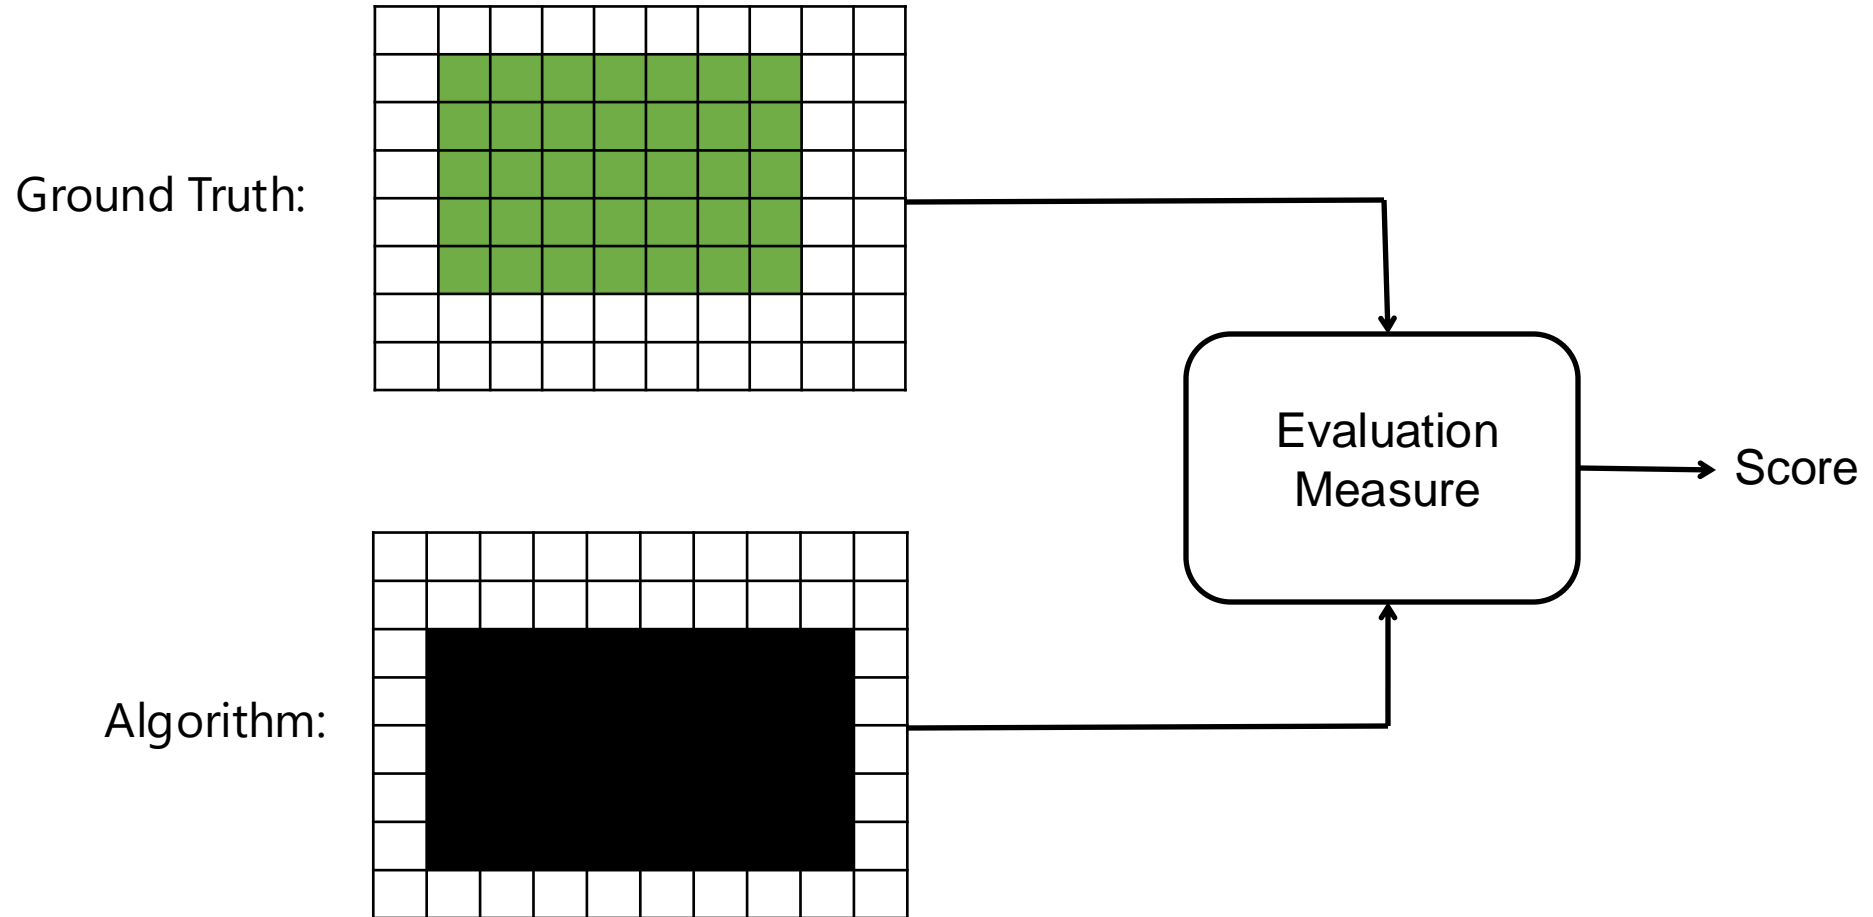 Ground Truth:
Evaluation
Measure
Score
Algorithm: